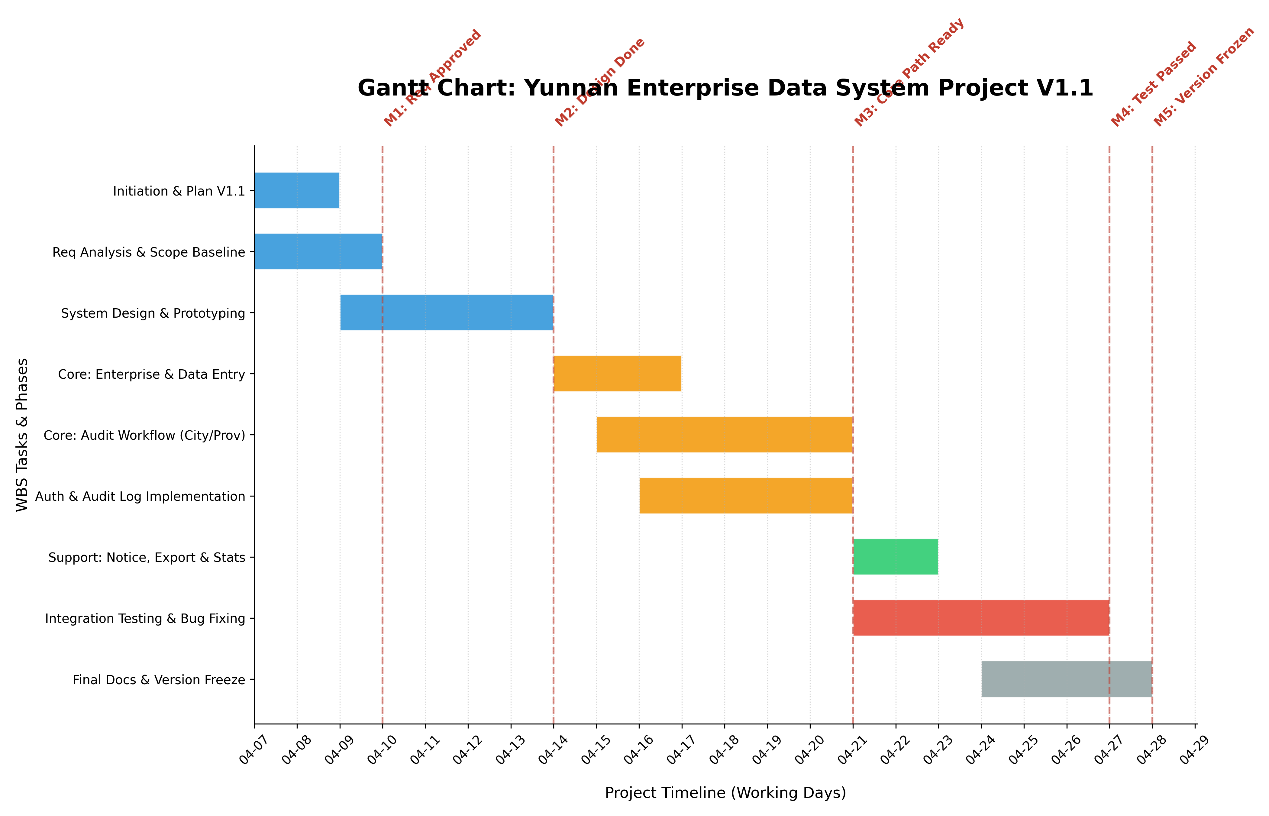 M1: Req Approved
M2: Design Done
M3: Core Path Ready
M4: Test Passed
M5: Version Frozen
Gantt Chart: Yunnan Enterprise Data System Project V1.1
WBS Tasks & Phases
Initiation & Plan V1.1
Req Analysis & Scope Baseline
System Design & Prototyping
Core: Enterprise & Data Entry
Core: Audit Workflow (City/Prov)
Auth & Audit Log Implementation
Support: Notice, Export & Stats
Integration Testing & Bug Fixing
Final Docs & Version Freeze
04-07
04-08
04-09
04-10
04-11
04-12
04-13
04-14
04-15
04-16
04-17
04-18
04-19
04-20
04-21
04-22
04-23
04-24
04-25
04-26
04-27
04-28
04-29
Project Timeline (Working Days)